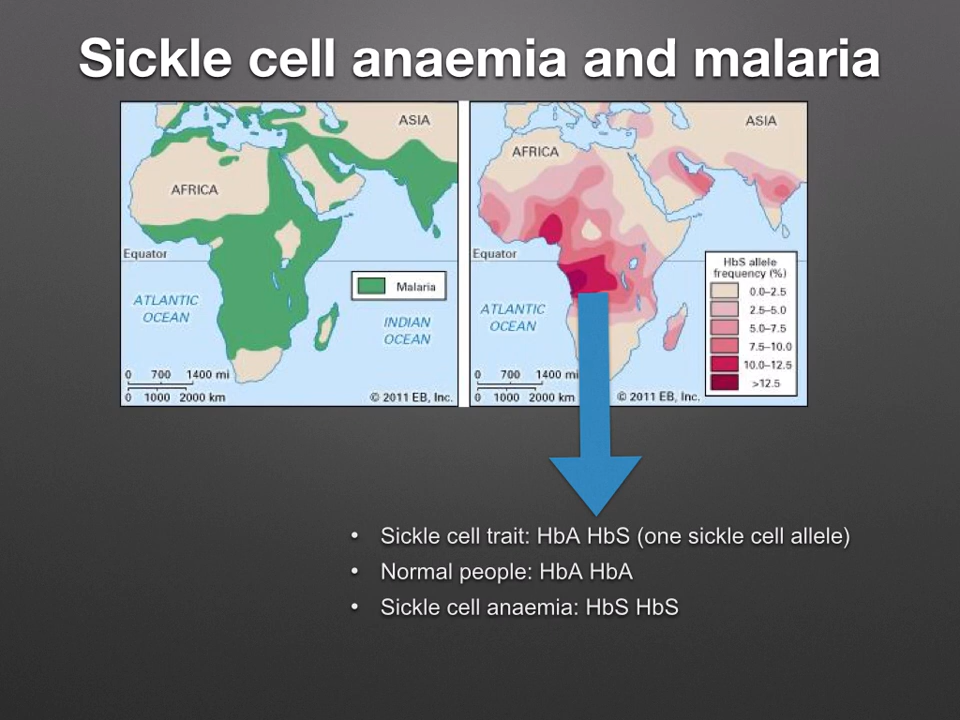 Sickle cell anaemia and malaria
ASIA
AFRICA
Equator
Malaria
ATLANTIC
OCEAN
INDIAN
OCEAN
0 700 1400 mi
0 1000 2000 km
© 2011 EB, Inc.
ASIA
AFRICA
Equator
HbS allele
frequency (%)
0.0–2.5
2.5–5.0
5.0–7.5
7.5–10.0
10.0–12.5
>12.5
ATLANTIC
OCEAN
0 700 1400 mi
0 1000 2000 km
© 2011 EB, Inc.
• Sickle cell trait: HbA HbS (one sickle cell allele)
• Normal people: HbA HbA
• Sickle cell anaemia: HbS HbS